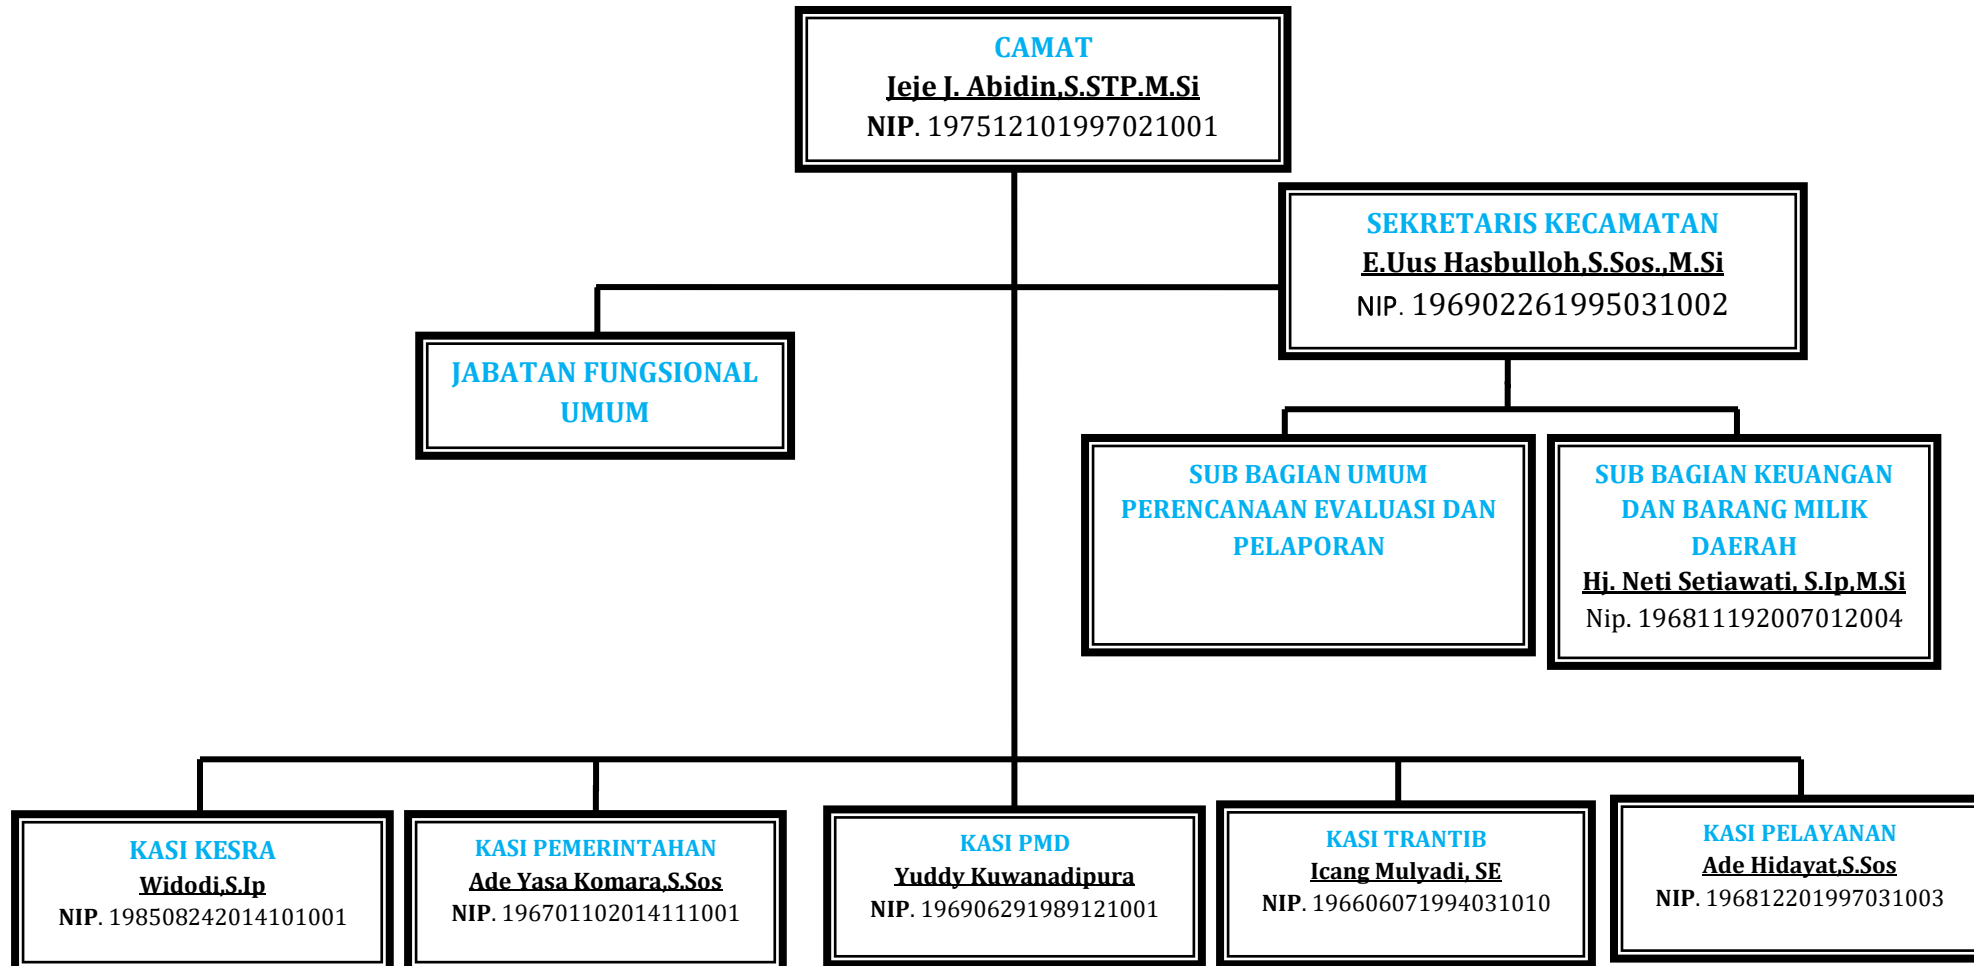 CAMAT
Jeje J. Abidin,S.STP.M.Si
NIP. 197512101997021001
SEKRETARIS KECAMATAN
E.Uus Hasbulloh,S.Sos.,M.Si
NIP. 196902261995031002
JABATAN FUNGSIONAL
UMUM
SUB BAGIAN UMUM
PERENCANAAN EVALUASI DAN
PELAPORAN
SUB BAGIAN KEUANGAN
DAN BARANG MILIK
DAERAH
Hj. Neti Setiawati, S.Ip,M.Si
Nip. 196811192007012004
KASI KESRA
Widodi,S.Ip
NIP. 198508242014101001
KASI PEMERINTAHAN
Ade Yasa Komara,S.Sos
NIP. 196701102014111001
KASI PMD
Yuddy Kuwanadipura
NIP. 196906291989121001
KASI TRANTIB
Icang Mulyadi, SE
NIP. 196606071994031010
KASI PELAYANAN
Ade Hidayat,S.Sos
NIP. 196812201997031003